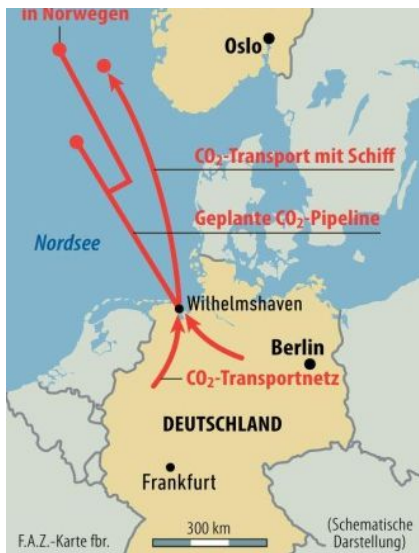 in Norwegen
Oslo
CO₂-Transport mit Schiff
Geplante CO₂-Pipeline
Nordsee
Wilhelmshaven
Berlin
CO₂-Transportnetz
DEUTSCHLAND
Frankfurt
F.A.Z.-Karte fbr.
300 km
(Schematische
Darstellung)